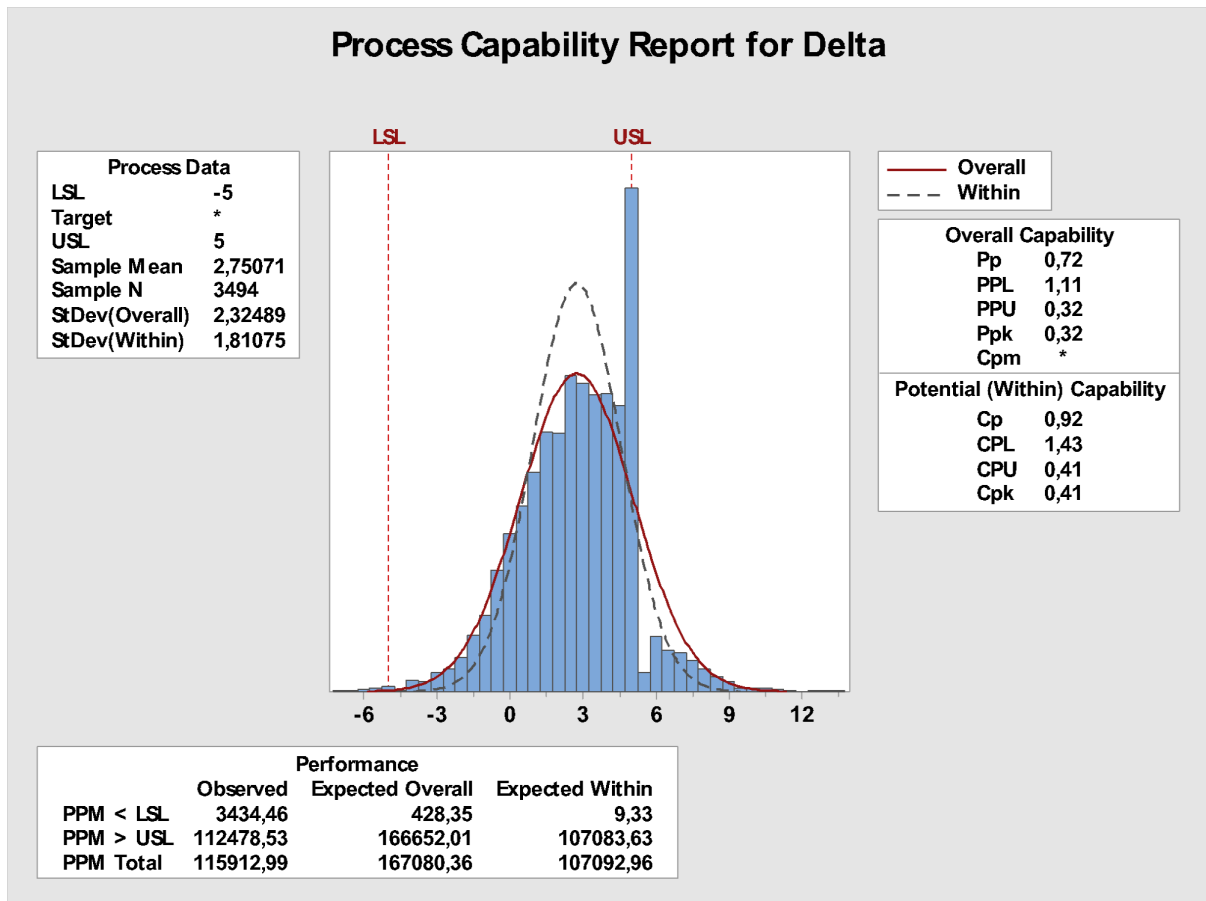 Process Capability Report for Delta
LSL
USL
Process Data
LSL -5
Target *
USL 5
Sample Mean 2,75071
Sample N 3494
StDev(Overall) 2,32489
StDev(Within) 1,81075
Overall
Within
Overall Capability
Pp 0,72
PPL 1,11
PPU 0,32
Ppk 0,32
Cpm *
Potential (Within) Capability
Cp 0,92
CPL 1,43
CPU 0,41
Cpk 0,41
-6 -3 0 3 6 9 12
Performance
Observed Expected Overall Expected Within
PPM < LSL 3434,46 428,35 9,33
PPM > USL 112478,53 166652,01 107083,63
PPM Total 115912,99 167080,36 107092,96